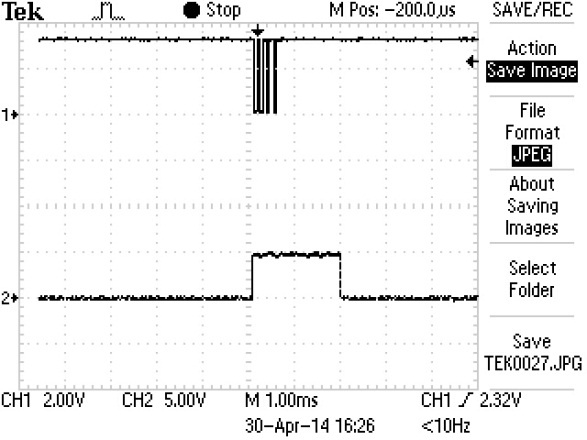 Tek Stop M Pos: -200.0µs SAVE/REC
Action
Save Image
File
Format
JPEG
About
Saving
Images
Select
Folder
Save
TEK0027.JPG
1
2
CH1 2.00V CH2 5.00V M 1.00ms CH1 / 2.32V
30-Apr-14 16:26 <10Hz